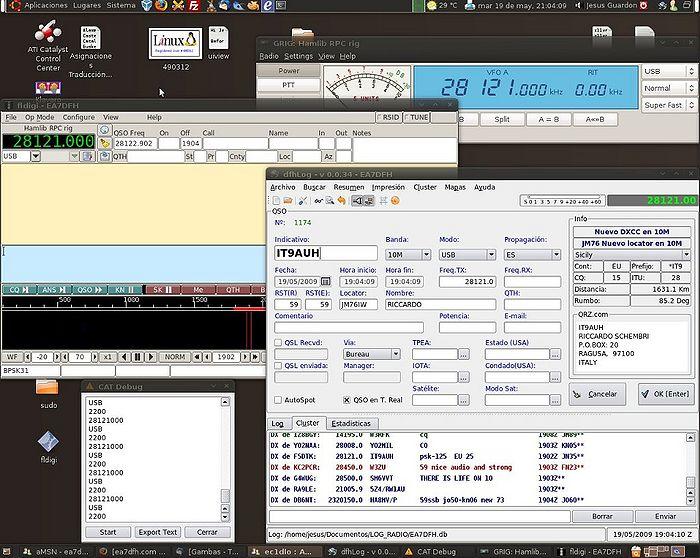 Aplicaciones Lugares Sistema
29 °C
mar 19 de may, 21:04:09
Jesus Guardon
ATI Catalyst
Control
Center
Asignacione
s
Traducción...
Linux
490312
uview
GRIG: Hamlib RPC rig
Radio Settings View Help
Power
PTT
S UNITS
VFO A
28 121.000 kHz
RIT
0.00 kHz
USB
Normal
Super Fast
Split
A = B
A<=>B
fldigi - EA7DFH
File Op Mode Configure View Help
RSID
TUNE
Hamlib RPC rig
28121.000
USB
QSO Freq On Off Call Name In Out Notes
28122.902 1904
QTH St Pr Cnty Loc Az
CQ ANS QSO KN SK Me QTH
500 1000 1500
WF -20 70 x1 NORM 1902
BPSK31
dfhLog - v 0.0.34 - EA7DFH
Archivo Buscar Resumen Impresión Clúster Mapas Ayuda
S 0 1 3 5 7 9 +20 +40 +60
28121.00
QSO
Nº: 1174
Indicativo: Banda: Modo: Propagación:
IT9AUH 10M USB ES
Fecha: Hora inicio: Hora fin: Freq.TX: Freq.RX:
19/05/2009 19:04:09 19:04:09 28121.0
RST(R) RST(E): Locator: Nombre: QTH:
59 59 JM76IW RICCARDO
Comentario Potencia: E-mail:
QSL Recvd: Vía: TPEA: Estado (USA)
Bureau
QSL enviada: Manager: IOTA: Condado(USA):
Satélite: Modo Sat:
AutoSpot
QSO en T. Real
Info
Nuevo DXCC en 10M
JM76 Nuevo locator en 10M
Sicily
Cont: EU Prefijo: *IT9
CQ: 15 ITU: 28
Distancia: 1631.1 Km
Rumbo: 85.2 Deg
QRZ.com
IT9AUH
RICCARDO SCHEMBRI
P.O.BOX: 20
RAGUSA, 97100
ITALY
Cancelar
OK [Enter]
Log Cluster Estadísticas
DX de YO2NAA: 28008.0 YO2MIL CQ 1903Z KN05**
DX de F5DTK: 28121.0 IT9AUH psk-125 EU 25 1902Z JN35**
DX de KC2PCR: 28450.0 W3ZU 59 nice audio and strong 1903Z FN23**
DX de G4WUG: 28500.0 SM6VVT THERE IS LIFE ON 10 1903Z**
DX de RA9LE: 21005.9 5Z4/RW1AU 1903Z**
DX de DB6NT: 2320150.0 HA8MV/P 59ssb jo50-kn06 new 73 1904Z JO60**
Borrar
Enviar
Log: /home/jesus/Documentos/LOG_RADIO/EA7DFH.db
19/05/2009 19:04:10 Z
sudo
fldigi
CAT Debug
USB
2200
28121000
USB
2200
28121000
USB
2200
28121000
USB
2200
28121000
USB
2200
Start
Export Text
Cerrar
aMSN - ea7d...
[ea7dfh.com ...
[Gambas - T...
ec1dlo : A...
dfhLog - v 0....
CAT Debug
GRIG: Hamlib ...
fldigi - EA7DFH